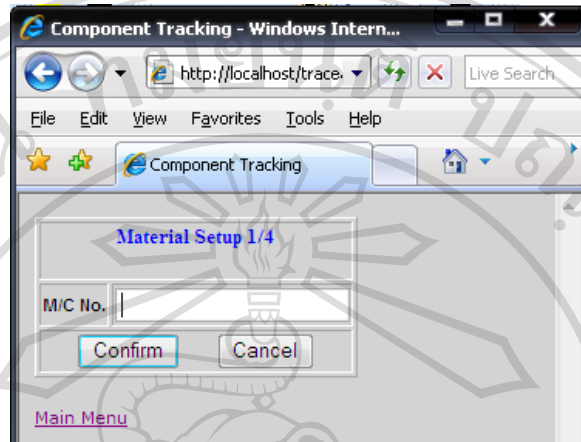 Component Tracking - Windows Intern...
http://localhost/trace.
Live Search
File Edit View Favorites Tools Help
Component Tracking
Material Setup 1/4
M/C No.
Confirm Cancel
Main Menu